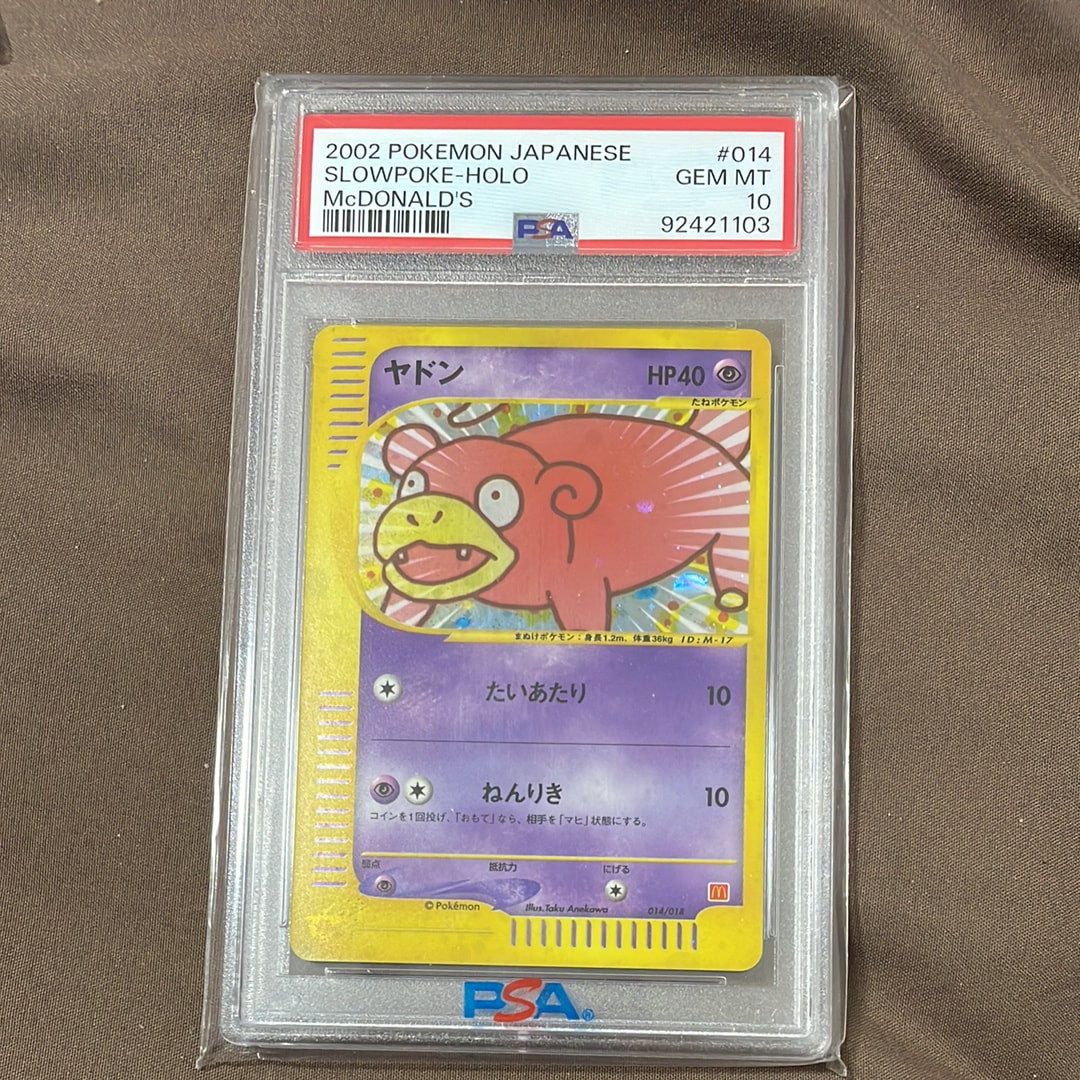 2002 POKEMON JAPANESE #014
SLOWPOKE-HOLO GEM MT
McDONALD'S 10
92421103
PSA
ヤドン HP40
たねポケモン
まぬけポケモン：身長1.2m、体重36kg ID:M-17
たいあたり 10
ねんりき 10
コインを1回投げ、「おもて」なら、相手を「マヒ」状態にする。
弱点 抵抗力 にげる
©Pokémon Illus.Taku Anekawa 014/018
PSA®